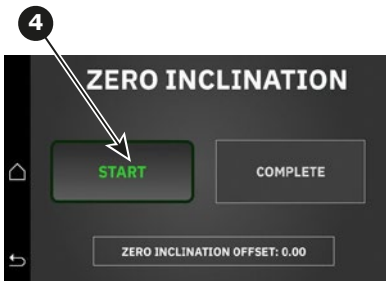 4
ZERO INCLINATION
START
COMPLETE
ZERO INCLINATION OFFSET: 0.00